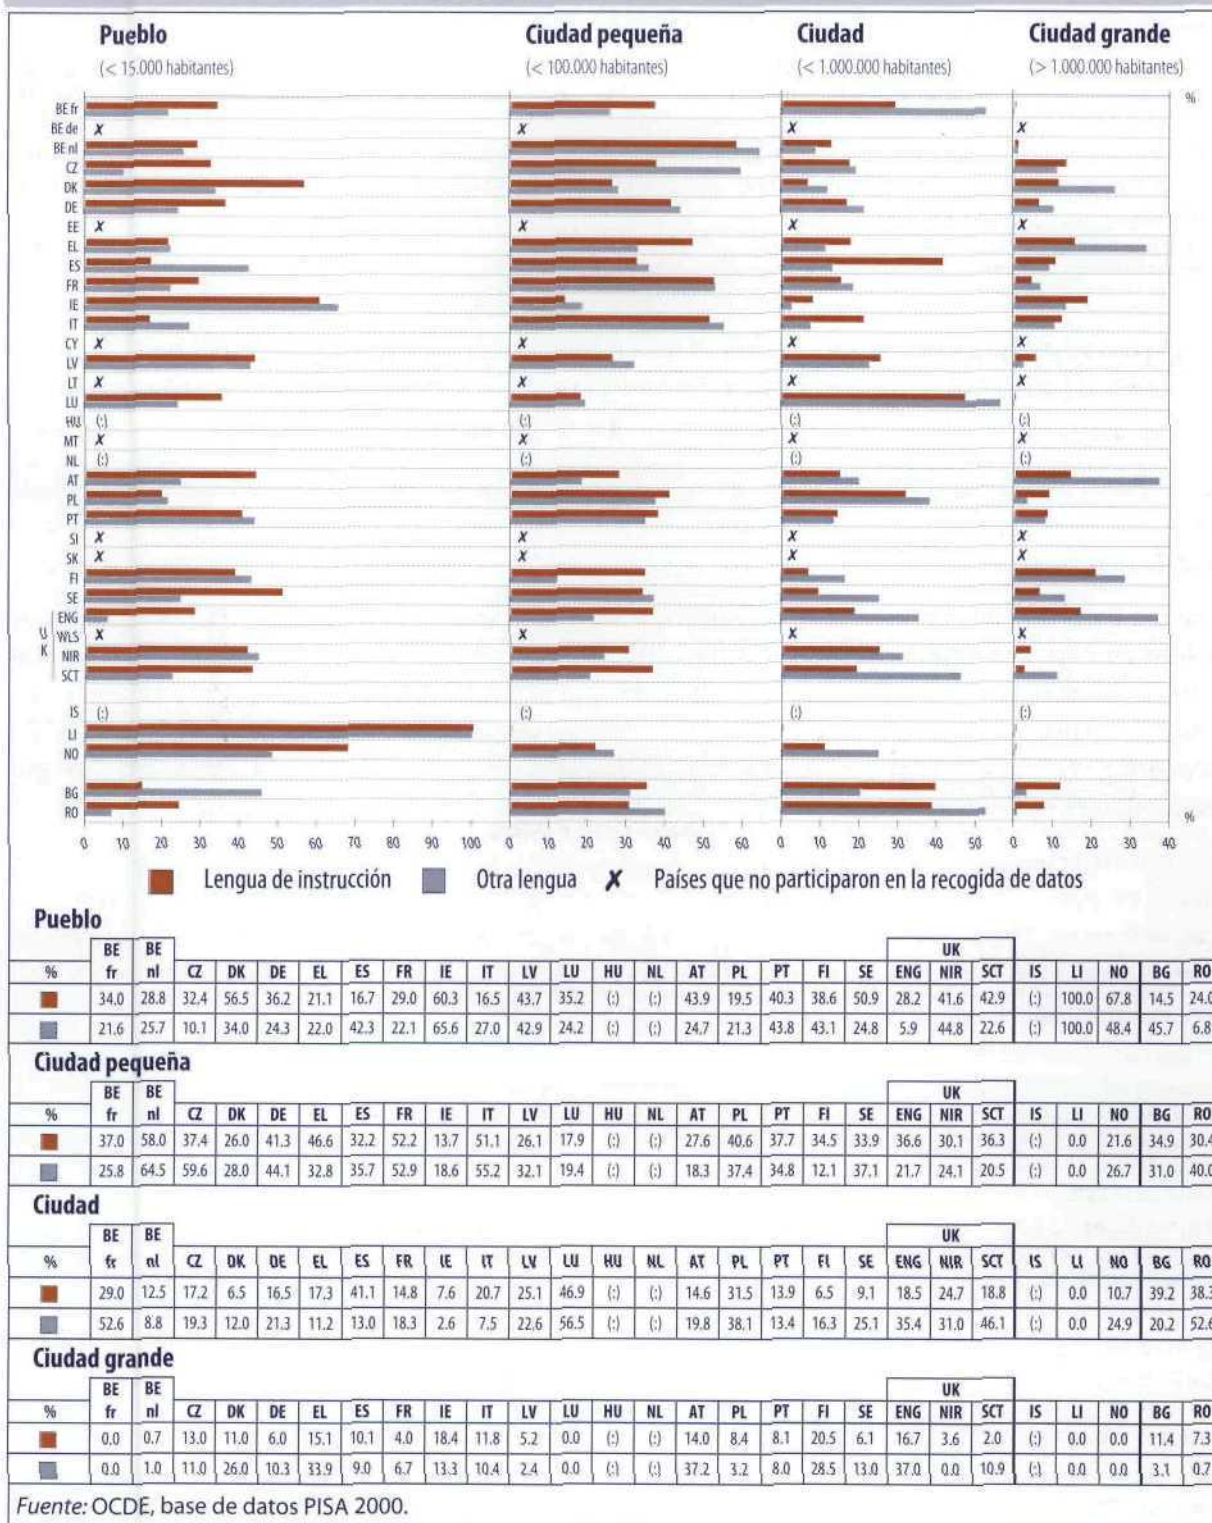 Pueblo Ciudad pequeña Ciudad Ciudad grande
(< 15.000 habitantes) (< 100.000 habitantes) (< 1.000.000 habitantes) (> 1.000.000 habitantes)
%
BE fr
BE de X X X X
BE nl
CZ
DK
DE
EE X X X X
EL
ES
FR
IE
IT
CY X X X X
LV
LT X X X X
LU
HU (:) (:) (:) (:)
MT X X X X
NL (:) (:) (:) (:)
AT
PL
PT
SI X X X X
SK X X X X
FI
SE
UK
ENG
WLS X X X X
NIR
SCT
IS (:) (:) (:) (:)
LI
NO
BG
RO
%
0 10 20 30 40 50 60 70 80 90 100 0 10 20 30 40 50 60 0 10 20 30 40 50 0 10 20 30 40
Lengua de instrucción Otra lengua X Países que no participaron en la recogida de datos
Pueblo
BE BE UK
% fr nl CZ DK DE EL ES FR IE IT LV LU HU NL AT PL PT FI SE ENG NIR SCT IS LI NO BG RO
34.0 28.8 32.4 56.5 36.2 21.1 16.7 29.0 60.3 16.5 43.7 35.2 (:) (:) 43.9 19.5 40.3 38.6 50.9 28.2 41.6 42.9 (:) 100.0 67.8 14.5 24.0
21.6 25.7 10.1 34.0 24.3 22.0 42.3 22.1 65.6 27.0 42.9 24.2 (:) (:) 24.7 21.3 43.8 43.1 24.8 5.9 44.8 22.6 (:) 100.0 48.4 45.7 6.8
Ciudad pequeña
BE BE UK
% fr nl CZ DK DE EL ES FR IE IT LV LU HU NL AT PL PT FI SE ENG NIR SCT IS LI NO BG RO
37.0 58.0 37.4 26.0 41.3 46.6 32.2 52.2 13.7 51.1 26.1 17.9 (:) (:) 27.6 40.6 37.7 34.5 33.9 36.6 30.1 36.3 (:) 0.0 21.6 34.9 30.4
25.8 64.5 59.6 28.0 44.1 32.8 35.7 52.9 18.6 55.2 32.1 19.4 (:) (:) 18.3 37.4 34.8 12.1 37.1 21.7 24.1 20.5 (:) 0.0 26.7 31.0 40.0
Ciudad
BE BE UK
% fr nl CZ DK DE EL ES FR IE IT LV LU HU NL AT PL PT FI SE ENG NIR SCT IS LI NO BG RO
29.0 12.5 17.2 6.5 16.5 17.3 41.1 14.8 7.6 20.7 25.1 46.9 (:) (:) 14.6 31.5 13.9 6.5 9.1 18.5 24.7 18.8 (:) 0.0 10.7 39.2 38.3
52.6 8.8 19.3 12.0 21.3 11.2 13.0 18.3 2.6 7.5 22.6 56.5 (:) (:) 19.8 38.1 13.4 16.3 25.1 35.4 31.0 46.1 (:) 0.0 24.9 20.2 52.6
Ciudad grande
BE BE UK
% fr nl CZ DK DE EL ES FR IE IT LV LU HU NL AT PL PT FI SE ENG NIR SCT IS LI NO BG RO
0.0 0.7 13.0 11.0 6.0 15.1 10.1 4.0 18.4 11.8 5.2 0.0 (:) (:) 14.0 8.4 8.1 20.5 6.1 16.7 3.6 2.0 (:) 0.0 0.0 11.4 7.3
0.0 1.0 11.0 26.0 10.3 33.9 9.0 6.7 13.3 10.4 2.4 0.0 (:) (:) 37.2 3.2 8.0 28.5 13.0 37.0 0.0 10.9 (:) 0.0 0.0 3.1 0.7
Fuente: OCDE, base de datos PISA 2000.